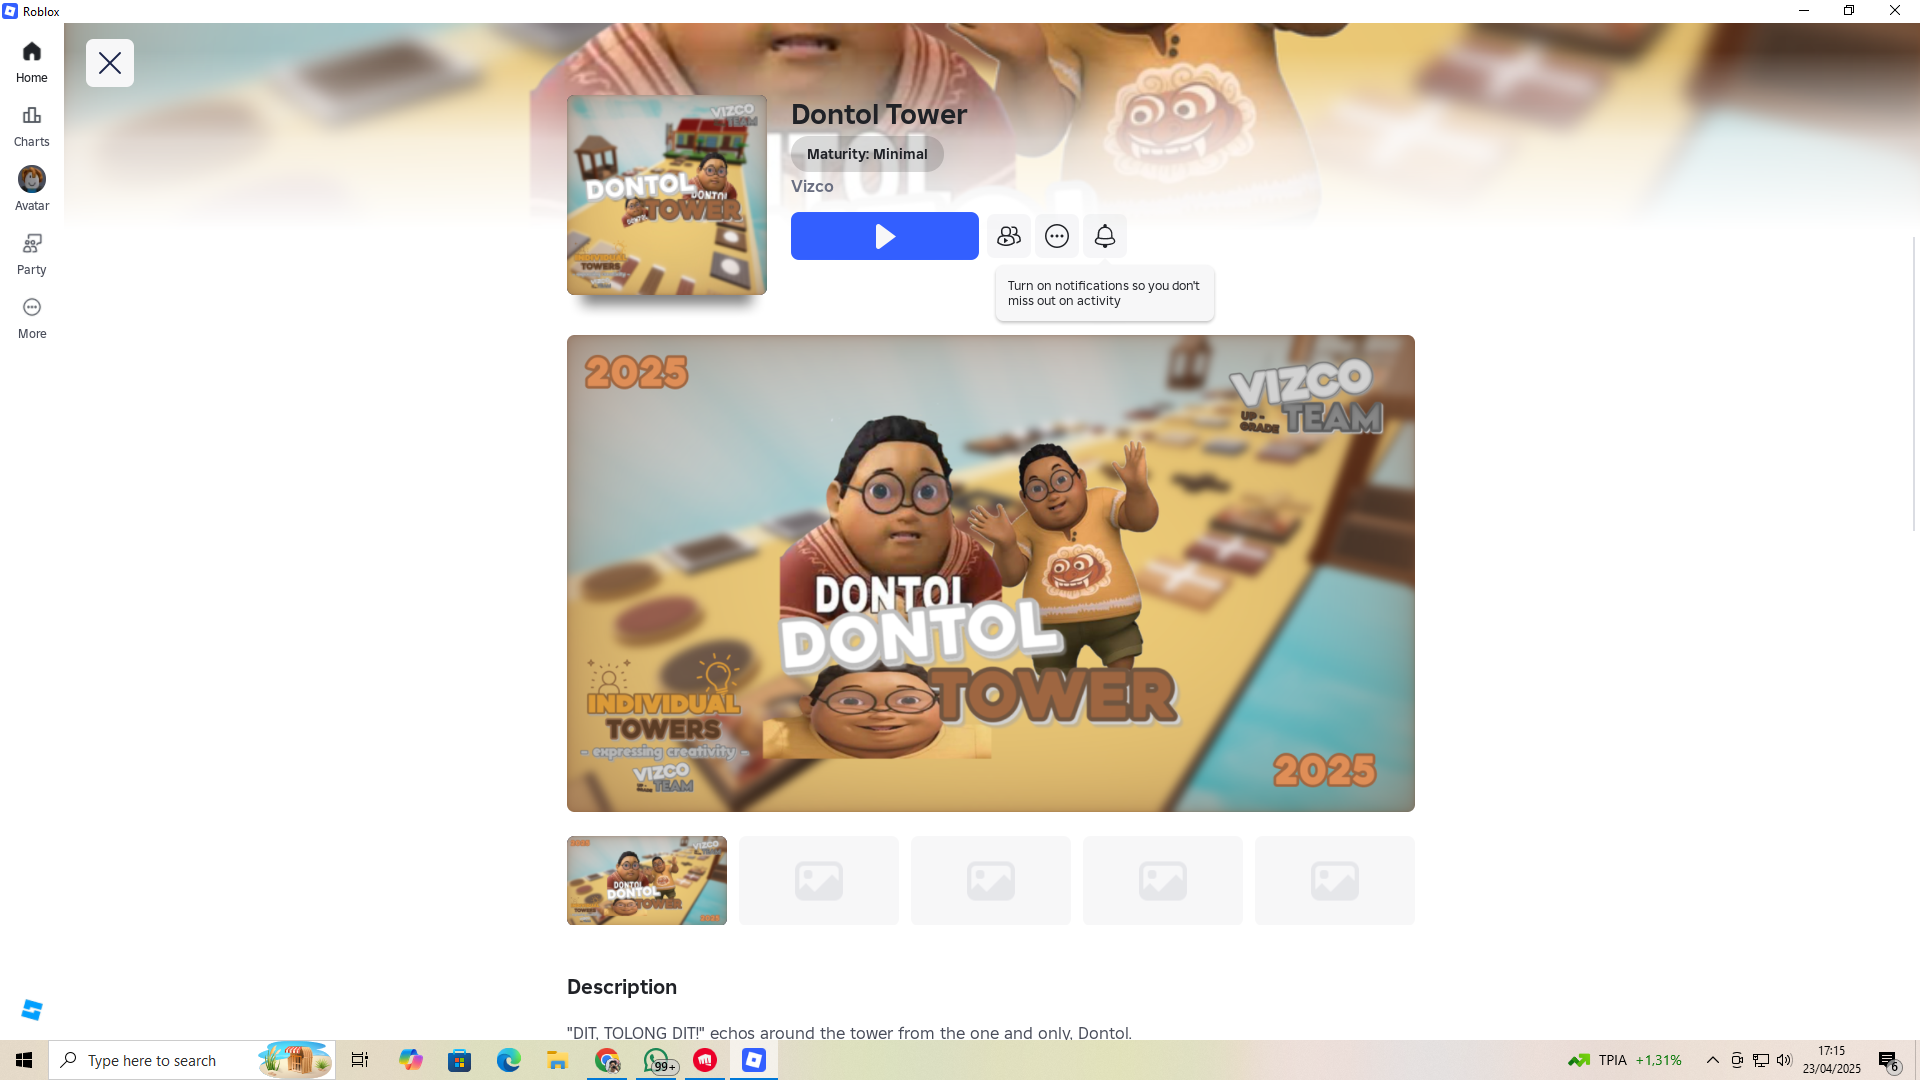 Roblox
Home
Charts
Avatar
Party
More
VIZCO
TEAM
DONTOL
DONTOL
TOWER
INDIVIDUAL
TOWERS
Dontol Tower
Maturity: Minimal
Vizco
Turn on notifications so you don't
miss out on activity
2025
VIZCO
UP -
GRADE TEAM
DONTOL
DONTOL
TOWER
INDIVIDUAL
TOWERS
- expressing creativity -
VIZCO
TEAM
2025
Description
"DIT, TOLONG DIT!" echos around the tower from the one and only, Dontol.
Type here to search
99+
TPIA +1,31%
17:15
23/04/2025
6